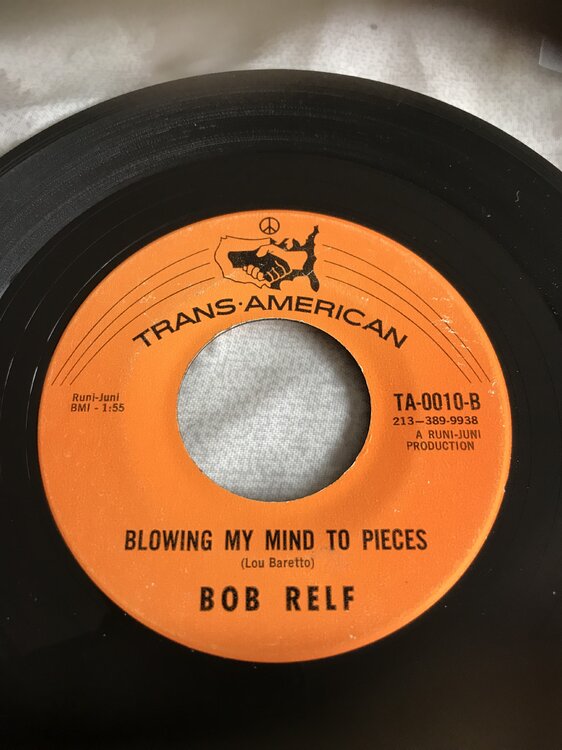 TRANS·AMERICAN
Runi-Juni
BMI - 1:55
TA-0010-B
213—389-9938
A RUNI-JUNI
PRODUCTION
BLOWING MY MIND TO PIECES
(Lou Baretto)
BOB RELF